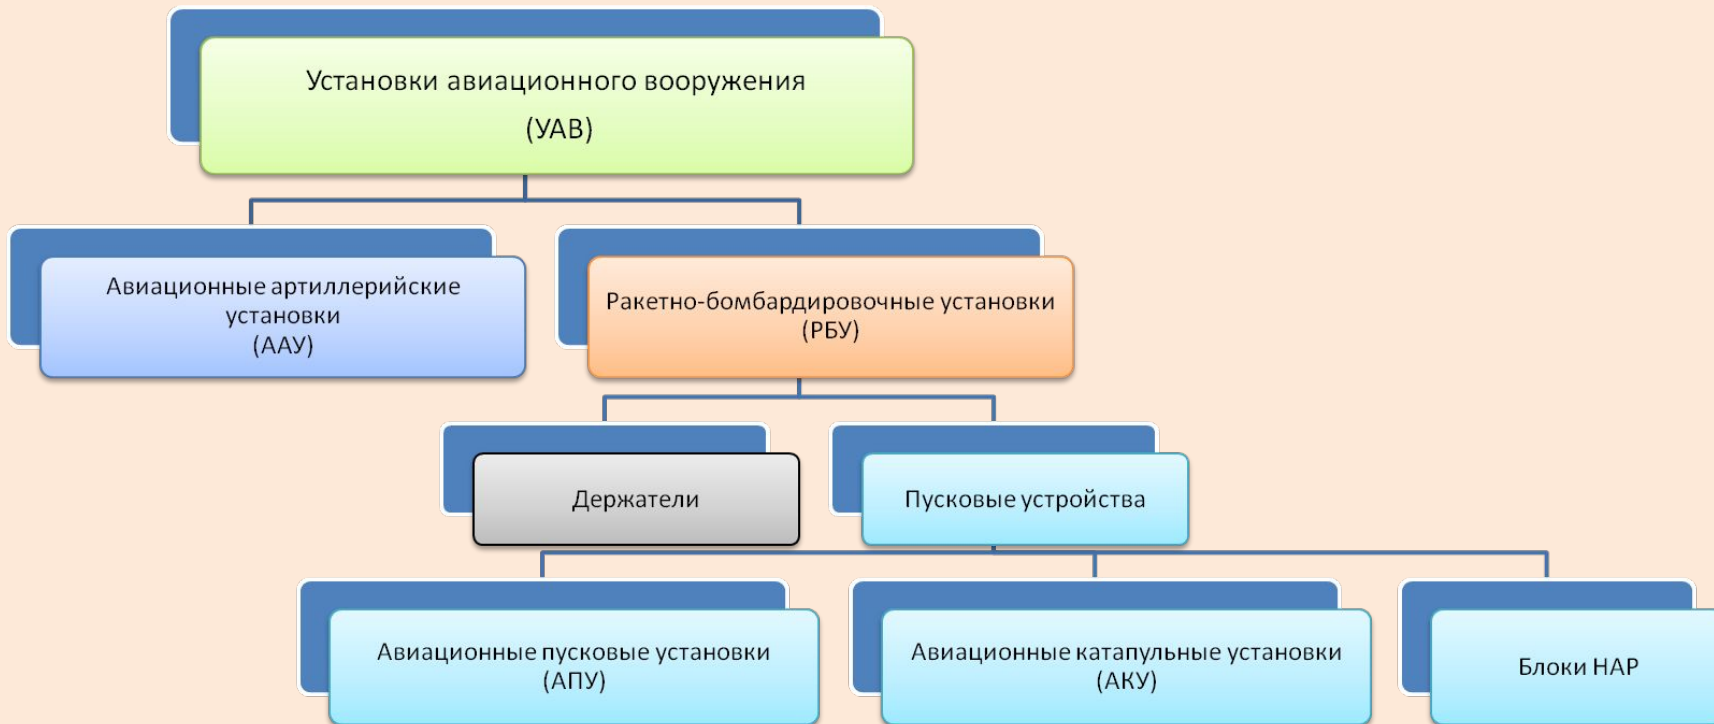 Установки авиационного вооружения
(УАВ)
Авиационные артиллерийские
установки
(ААУ)
Ракетно-бомбардировочные установки
(РБУ)
Держатели
Пусковые устройства
Авиационные пусковые установки
(АПУ)
Авиационные катапульные установки
(АКУ)
Блоки НАР